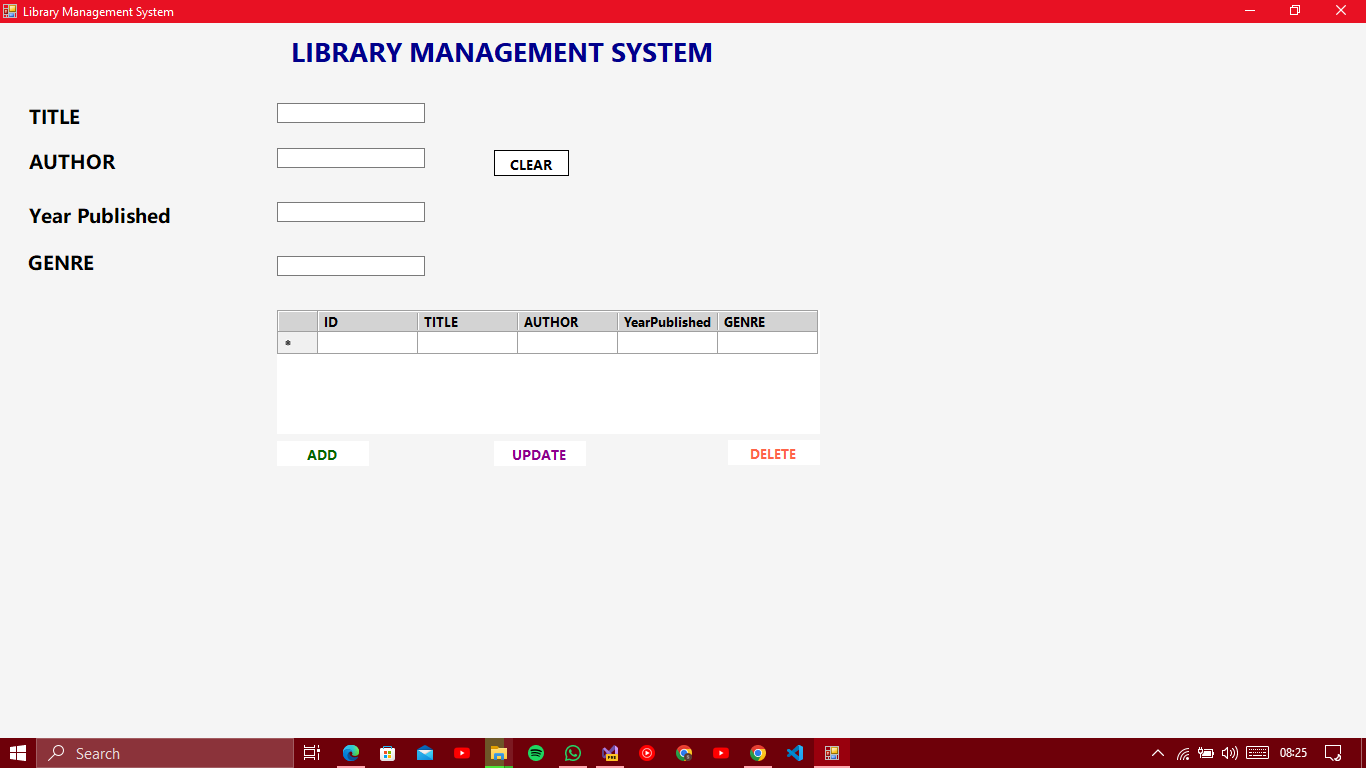 Library Management System
LIBRARY MANAGEMENT SYSTEM
TITLE
AUTHOR
CLEAR
Year Published
GENRE
ID TITLE AUTHOR YearPublished GENRE
*
ADD UPDATE DELETE
Search
PRE
08:25